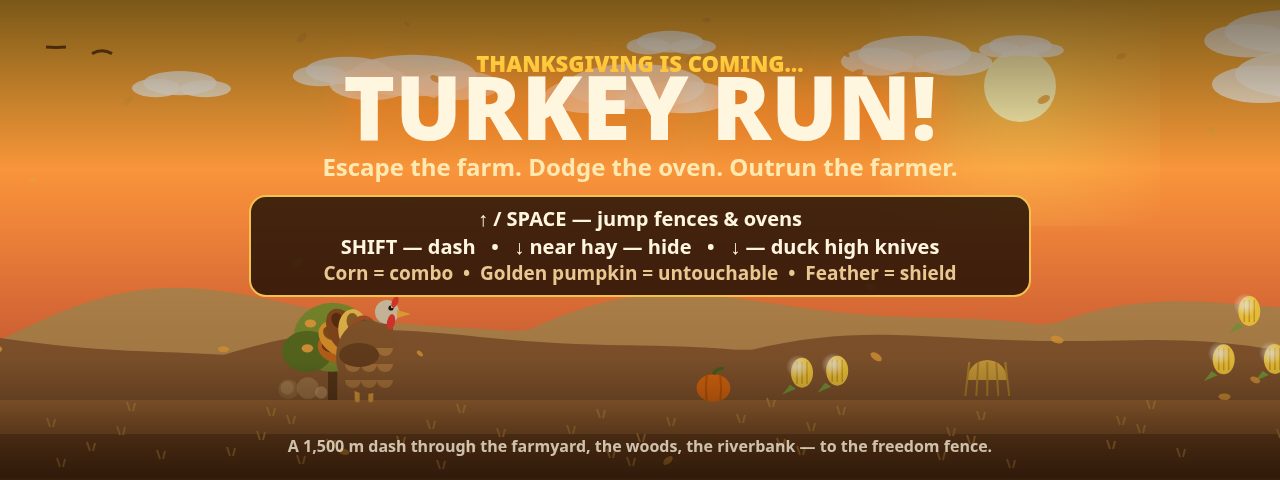 THANKSGIVING IS COMING...
TURKEY RUN!
Escape the farm. Dodge the oven. Outrun the farmer.
↑ / SPACE — jump fences & ovens
SHIFT — dash • ↓ near hay — hide • ↓ — duck high knives
Corn = combo • Golden pumpkin = untouchable • Feather = shield
A 1,500 m dash through the farmyard, the woods, the riverbank — to the freedom fence.